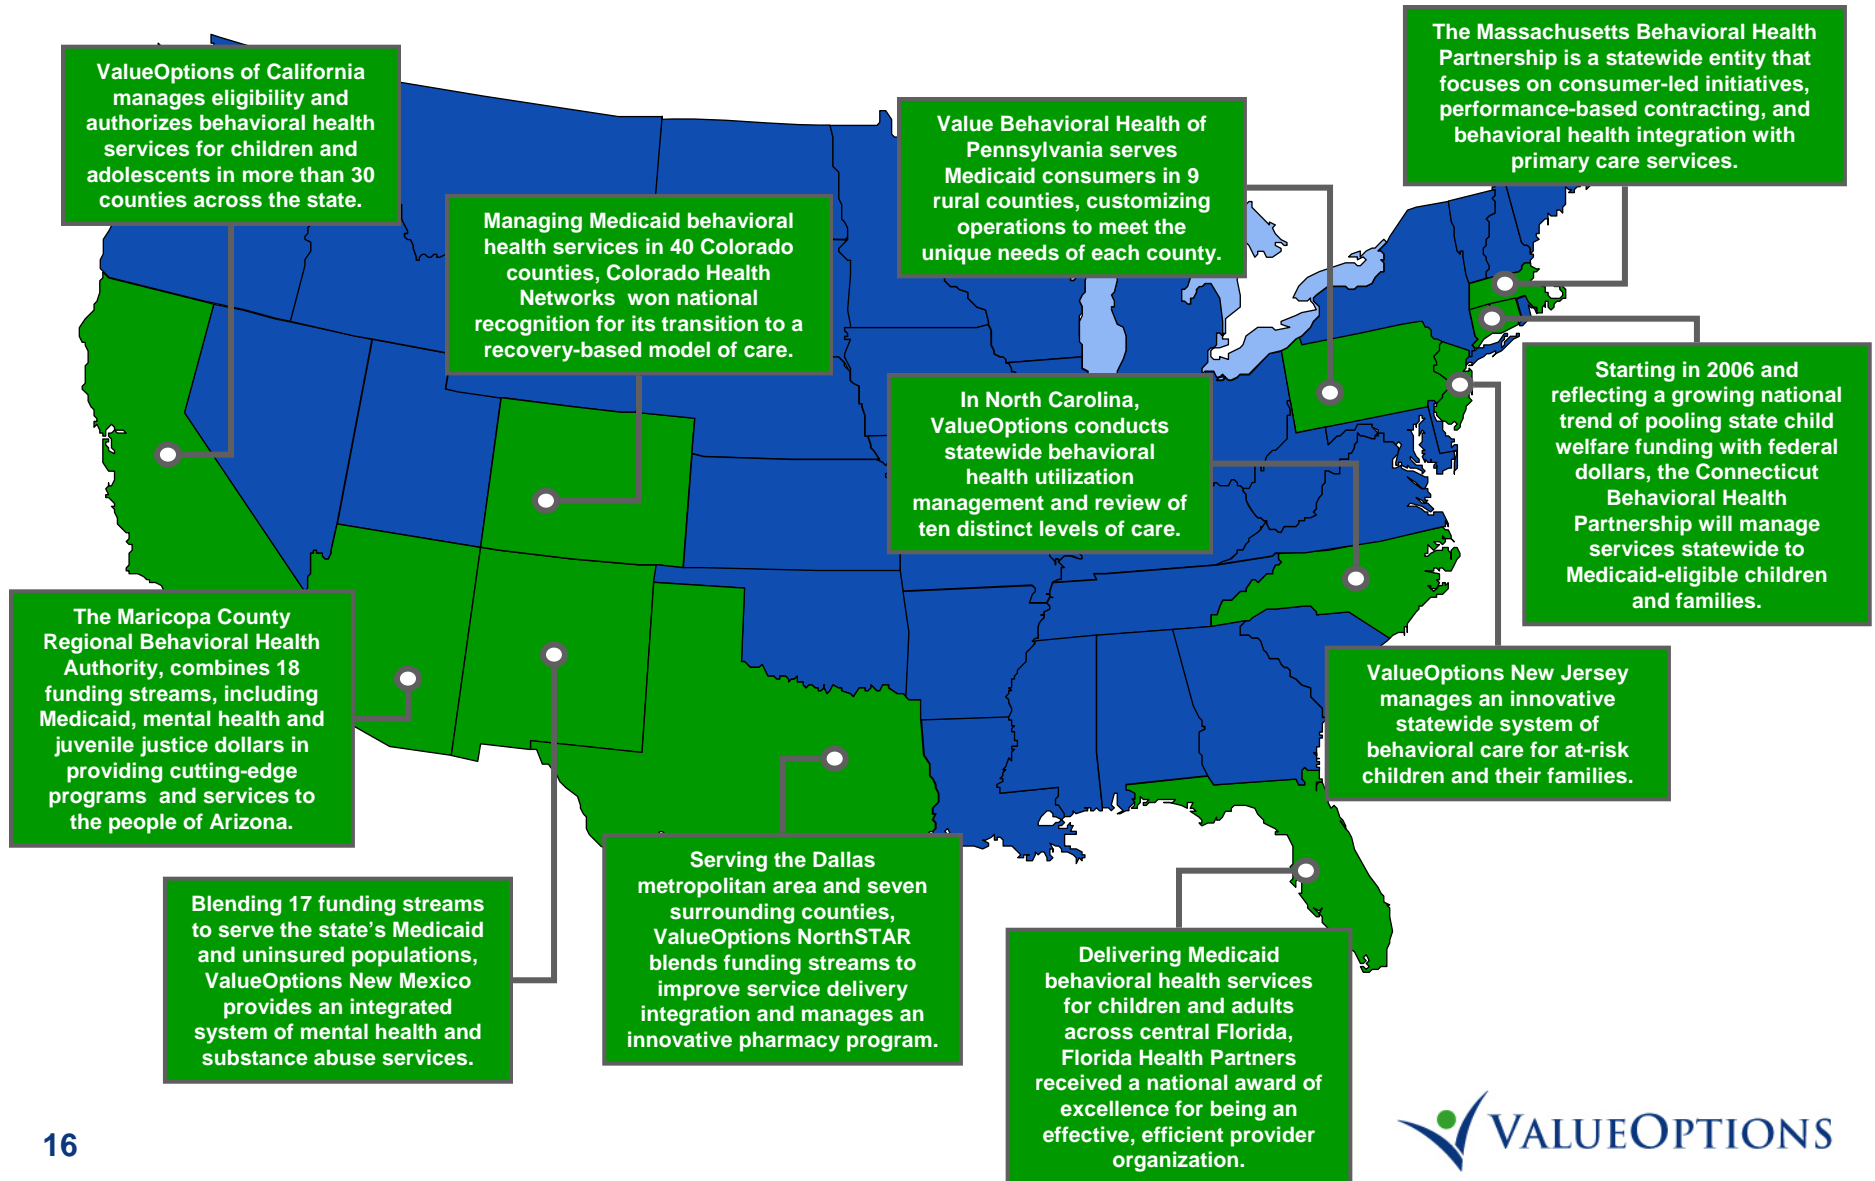 ValueOptions of California
manages eligibility and
authorizes behavioral health
services for children and
adolescents in more than 30
counties across the state.
Managing Medicaid behavioral
health services in 40 Colorado
counties, Colorado Health
Networks  won national
recognition for its transition to a
recovery-based model of care.
Value Behavioral Health of
Pennsylvania serves
Medicaid consumers in 9
rural counties, customizing
operations to meet the
unique needs of each county.
The Massachusetts Behavioral Health
Partnership is a statewide entity that
focuses on consumer-led initiatives,
performance-based contracting, and
behavioral health integration with
primary care services.
In North Carolina,
ValueOptions conducts
statewide behavioral
health utilization
management and review of
ten distinct levels of care.
Starting in 2006 and
reflecting a growing national
trend of pooling state child
welfare funding with federal
dollars, the Connecticut
Behavioral Health
Partnership will manage
services statewide to
Medicaid-eligible children
and families.
The Maricopa County
Regional Behavioral Health
Authority, combines 18
funding streams, including
Medicaid, mental health and
juvenile justice dollars in
providing cutting-edge
programs  and services to
the people of Arizona.
ValueOptions New Jersey
manages an innovative
statewide system of
behavioral care for at-risk
children and their families.
Blending 17 funding streams
to serve the state’s Medicaid
and uninsured populations,
ValueOptions New Mexico
provides an integrated
system of mental health and
substance abuse services.
Serving the Dallas
metropolitan area and seven
surrounding counties,
ValueOptions NorthSTAR
blends funding streams to
improve service delivery
integration and manages an
innovative pharmacy program.
Delivering Medicaid
behavioral health services
for children and adults
across central Florida,
Florida Health Partners
received a national award of
excellence for being an
effective, efficient provider
organization.
16
VALUEOPTIONS